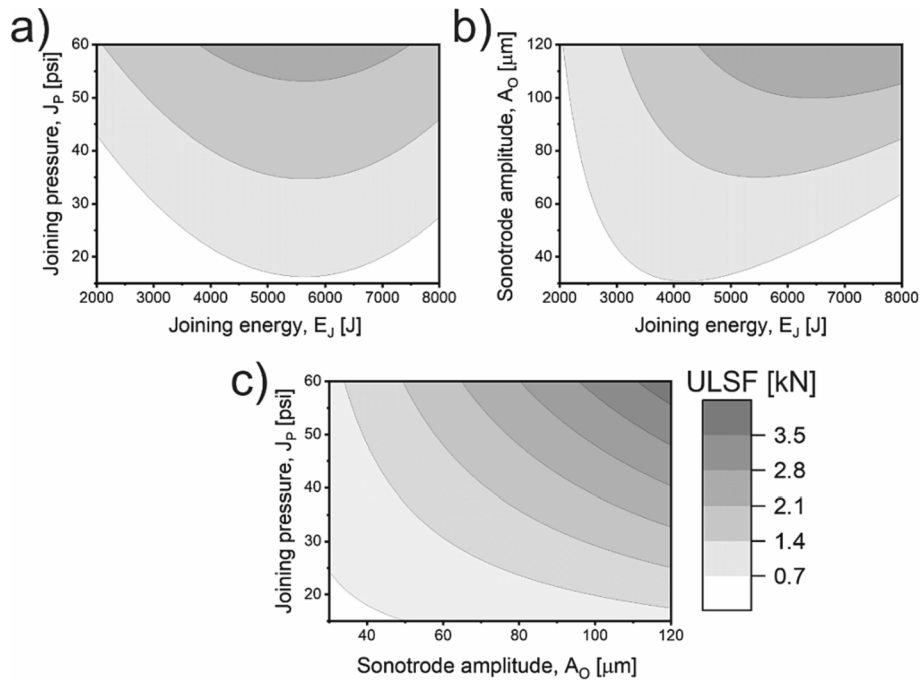 a)
60
50
40
30
20
Joining pressure, J_P [psi]
2000 3000 4000 5000 6000 7000 8000
Joining energy, E_J [J]
b)
120
100
80
60
40
Sonotrode amplitude, A_O [μm]
2000 3000 4000 5000 6000 7000 8000
Joining energy, E_J [J]
c)
60
50
40
30
20
Joining pressure, J_P [psi]
40 60 80 100 120
Sonotrode amplitude, A_O [μm]
ULSF [kN]
3.5
2.8
2.1
1.4
0.7